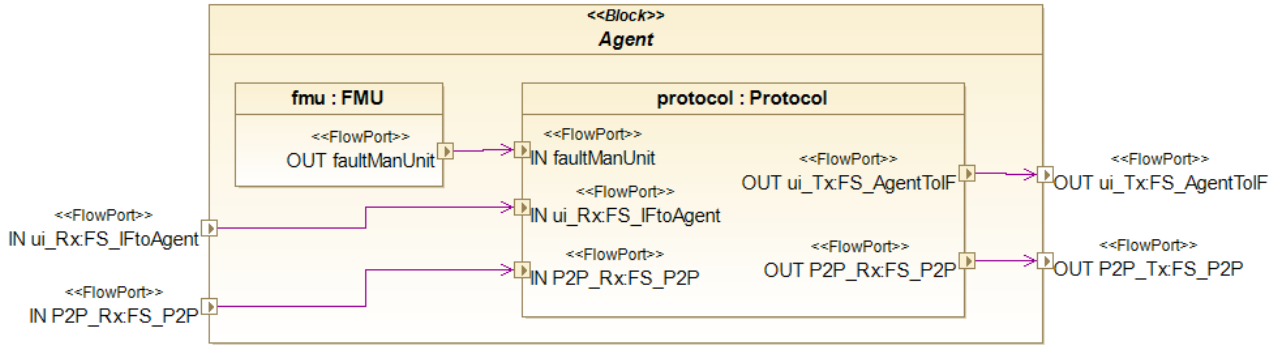 <<Block>>
Agent
fmu : FMU
<<FlowPort>>
OUT faultManUnit
protocol : Protocol
<<FlowPort>>
IN faultManUnit
<<FlowPort>>
IN ui_Rx:FS_IFtoAgent
<<FlowPort>>
IN P2P_Rx:FS_P2P
<<FlowPort>>
OUT ui_Tx:FS_AgentToIF
<<FlowPort>>
OUT P2P_Rx:FS_P2P
<<FlowPort>>
IN ui_Rx:FS_IFtoAgent
<<FlowPort>>
IN P2P_Rx:FS_P2P
<<FlowPort>>
OUT ui_Tx:FS_AgentToIF
<<FlowPort>>
OUT P2P_Tx:FS_P2P